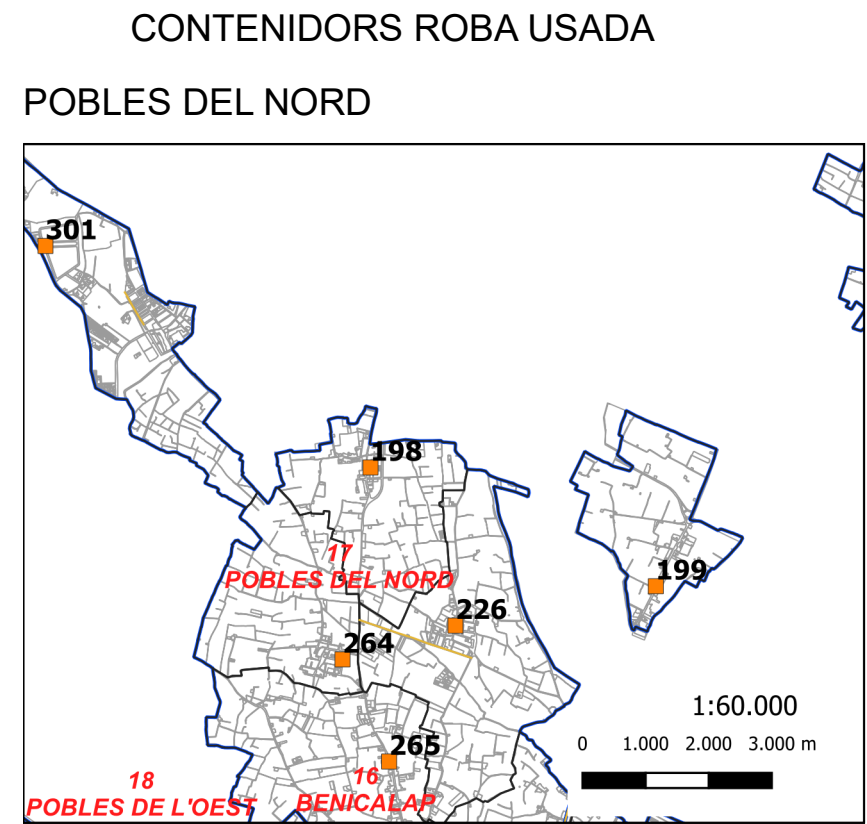 CONTENIDORS ROBA USADA
POBLES DEL NORD
301
198
17
POBLES DEL NORD
199
226
264
1:60.000
0 1.000 2.000 3.000 m
265
18
POBLES DE L'OEST
16
BENICALAP